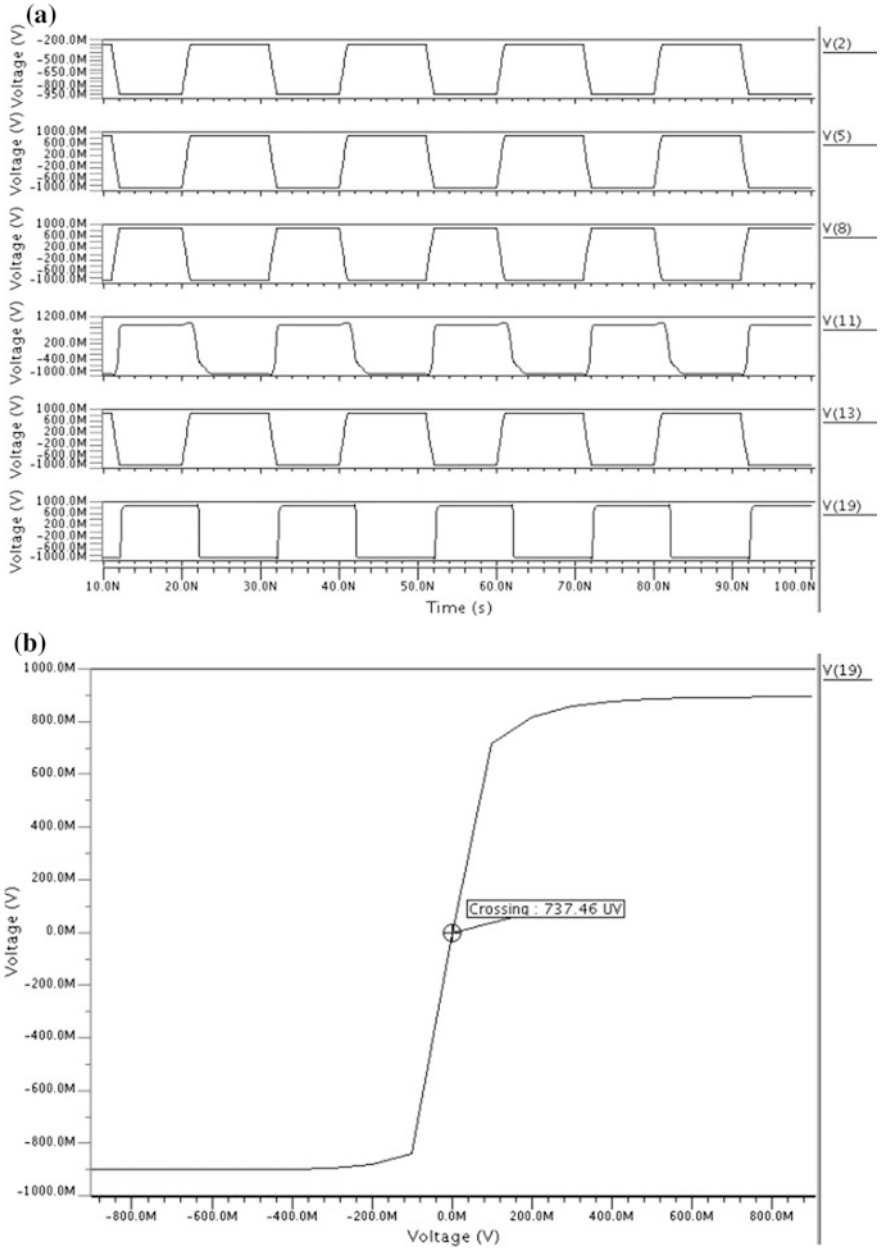 (a)
-200.0M
-500.0M
-650.0M
-800.0M
-950.0M
Voltage (V)
V(2)
1000.0M
600.0M
200.0M
-200.0M
-600.0M
-1000.0M
Voltage (V)
V(5)
1000.0M
600.0M
200.0M
-200.0M
-600.0M
-1000.0M
Voltage (V)
V(8)
1200.0M
200.0M
-400.0M
-1000.0M
Voltage (V)
V(11)
1000.0M
600.0M
200.0M
-200.0M
-600.0M
-1000.0M
Voltage (V)
V(13)
1000.0M
600.0M
200.0M
-200.0M
-600.0M
-1000.0M
Voltage (V)
V(19)
10.0N 20.0N 30.0N 40.0N 50.0N 60.0N 70.0N 80.0N 90.0N 100.0N
Time (s)
(b)
1000.0M
800.0M
600.0M
400.0M
200.0M
0.0M
-200.0M
-400.0M
-600.0M
-800.0M
-1000.0M
Voltage (V)
V(19)
Crossing : 737.46 UV
-800.0M -600.0M -400.0M -200.0M 0.0M 200.0M 400.0M 600.0M 800.0M
Voltage (V)